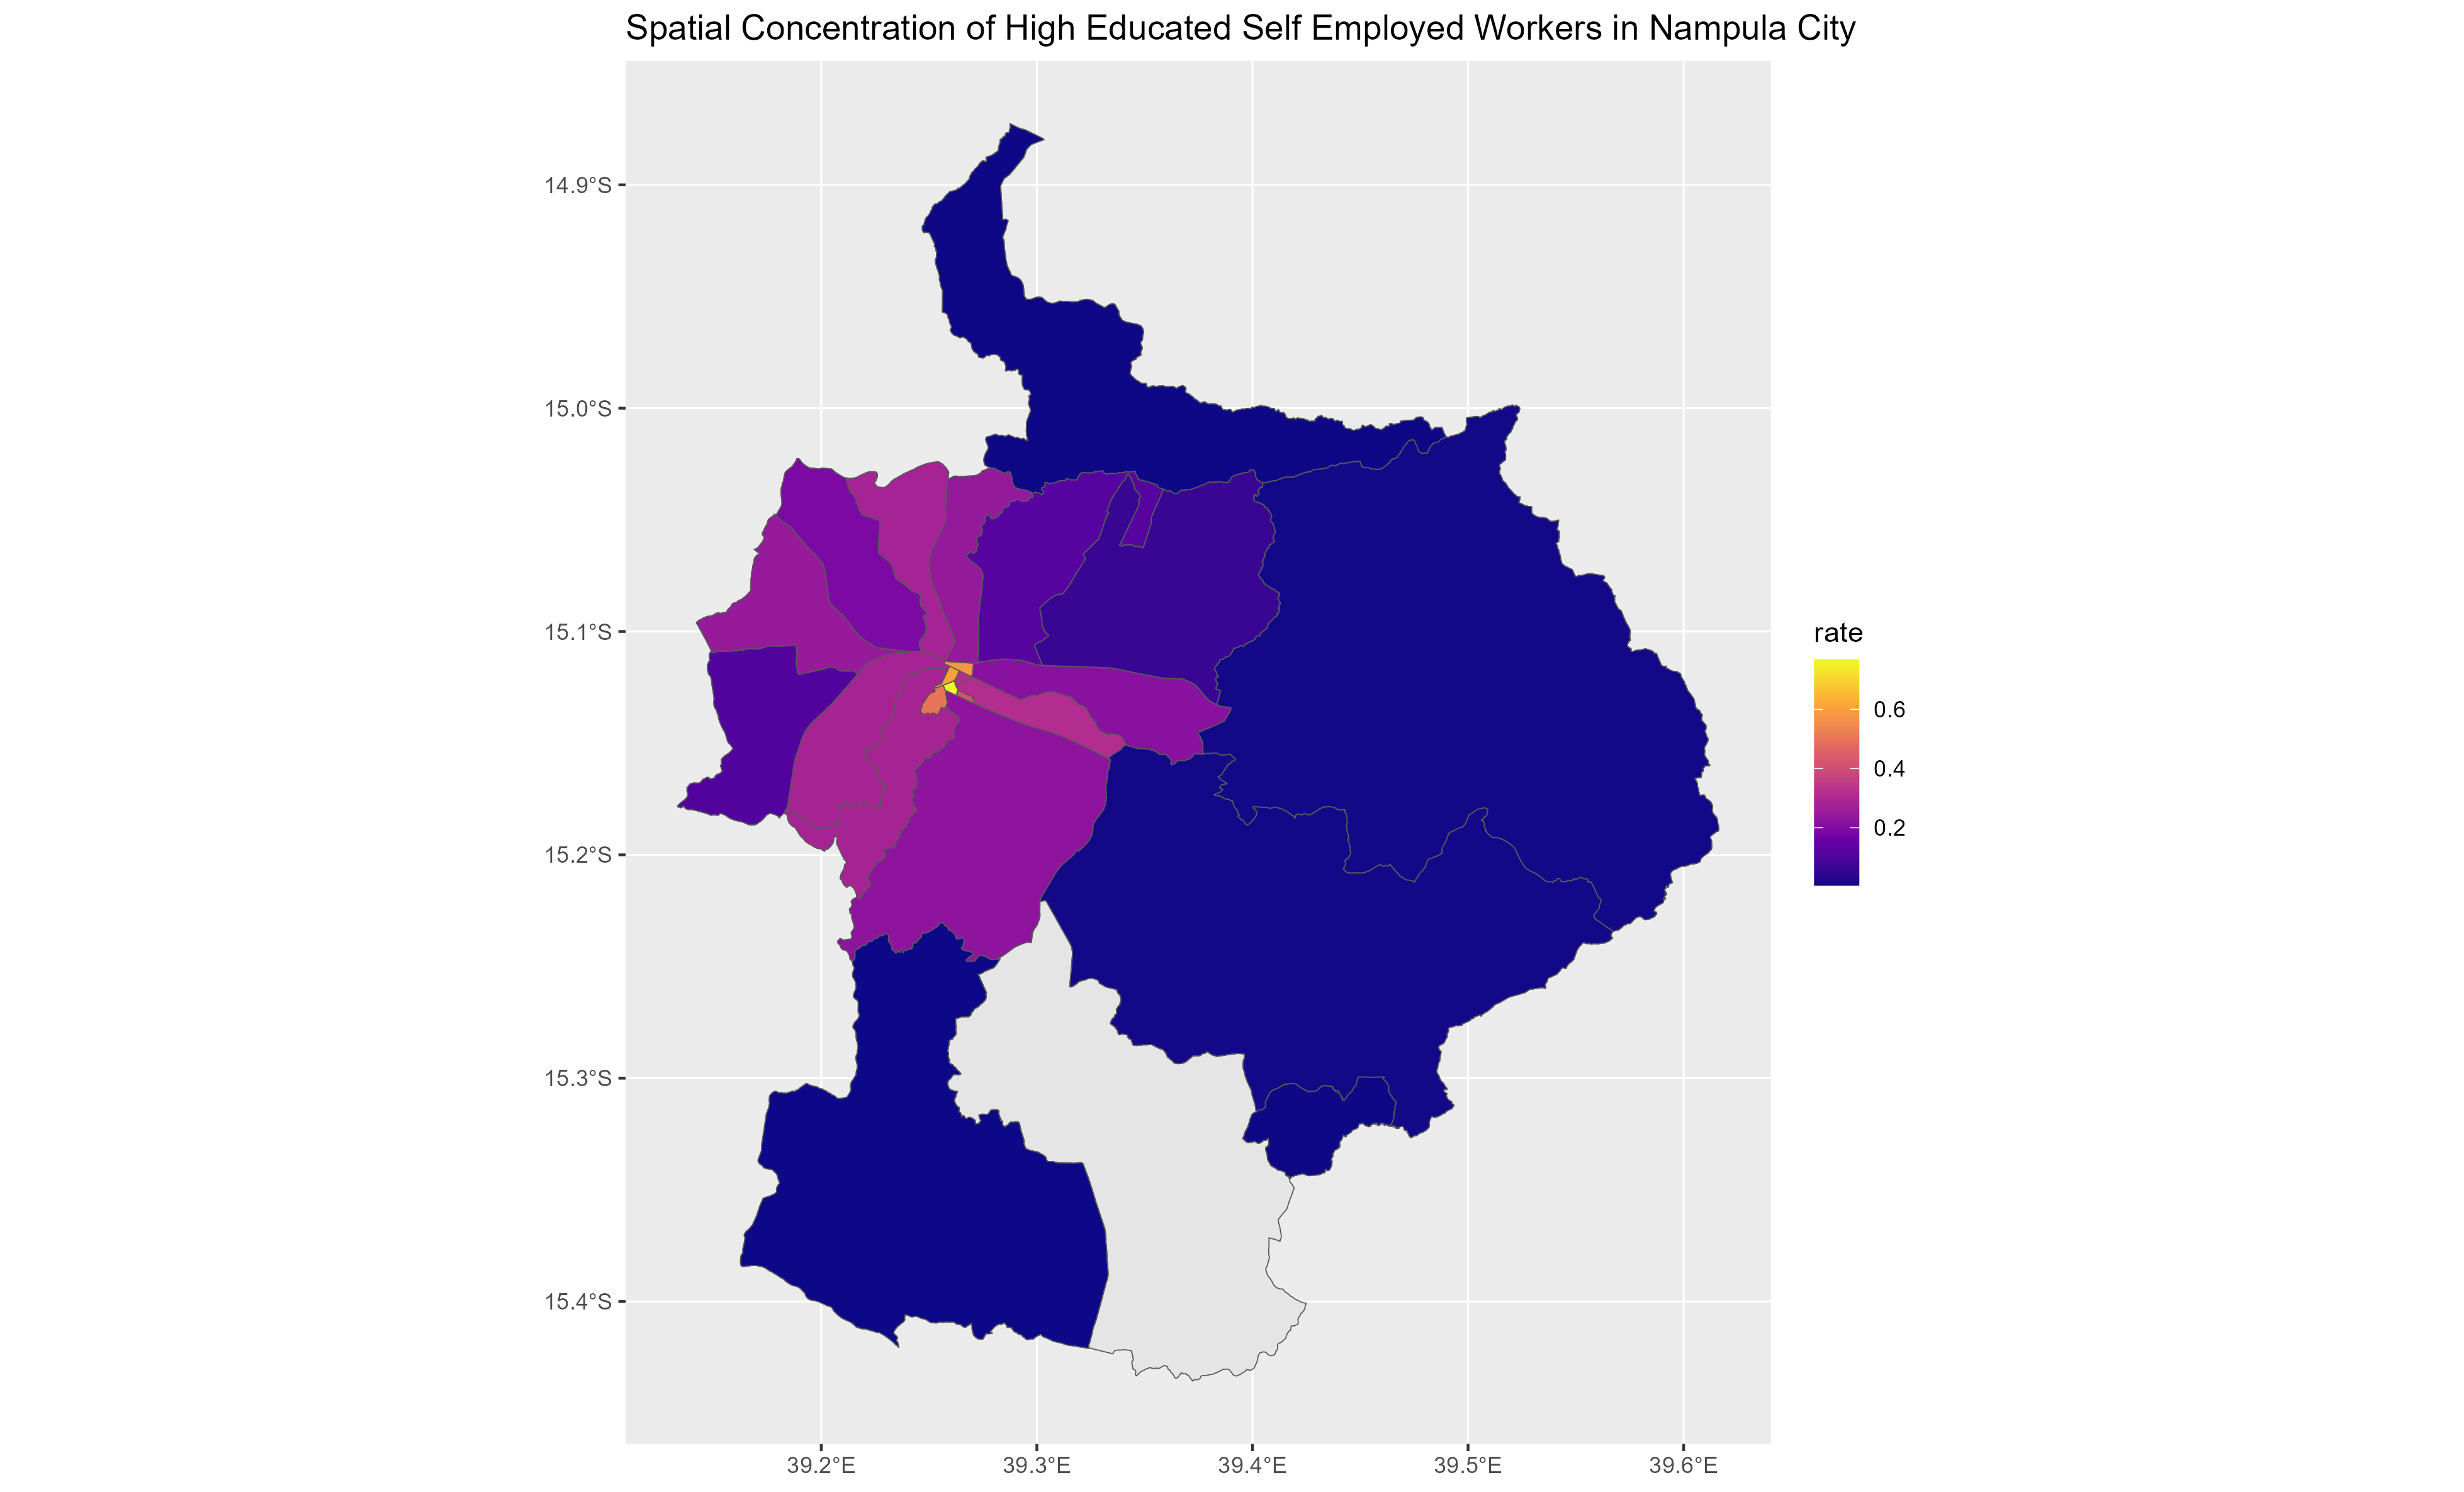 Spatial Concentration of High Educated Self Employed Workers in Nampula City
14.9°S
15.0°S
15.1°S
15.2°S
15.3°S
15.4°S
39.2°E
39.3°E
39.4°E
39.5°E
39.6°E
rate
0.6
0.4
0.2